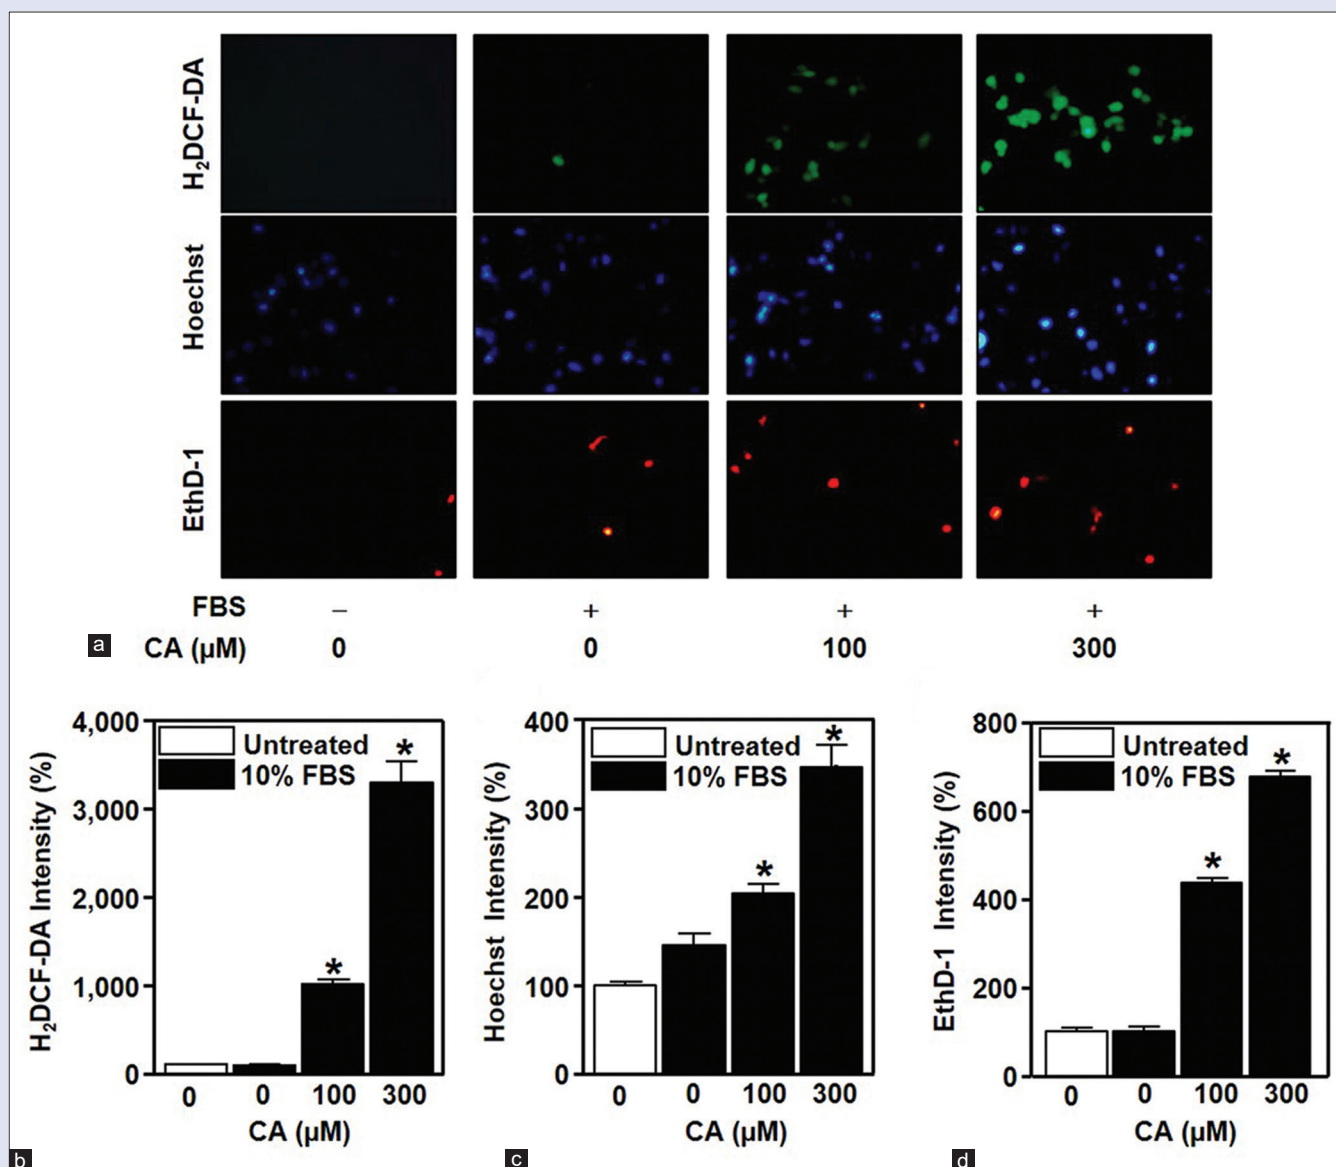 H₂DCF-DA
Hoechst
EthD-1
FBS − + + +
a CA (μM) 0 0 100 300
H₂DCF-DA Intensity (%)
4,000
3,000
2,000
1,000
0
Untreated
10% FBS
*
*
0 0 100 300
CA (μM)
b
Hoechst Intensity (%)
400
300
200
100
0
Untreated
10% FBS
*
*
0 0 100 300
CA (μM)
c
EthD-1 Intensity (%)
800
600
400
200
0
Untreated
10% FBS
*
*
0 0 100 300
CA (μM)
d